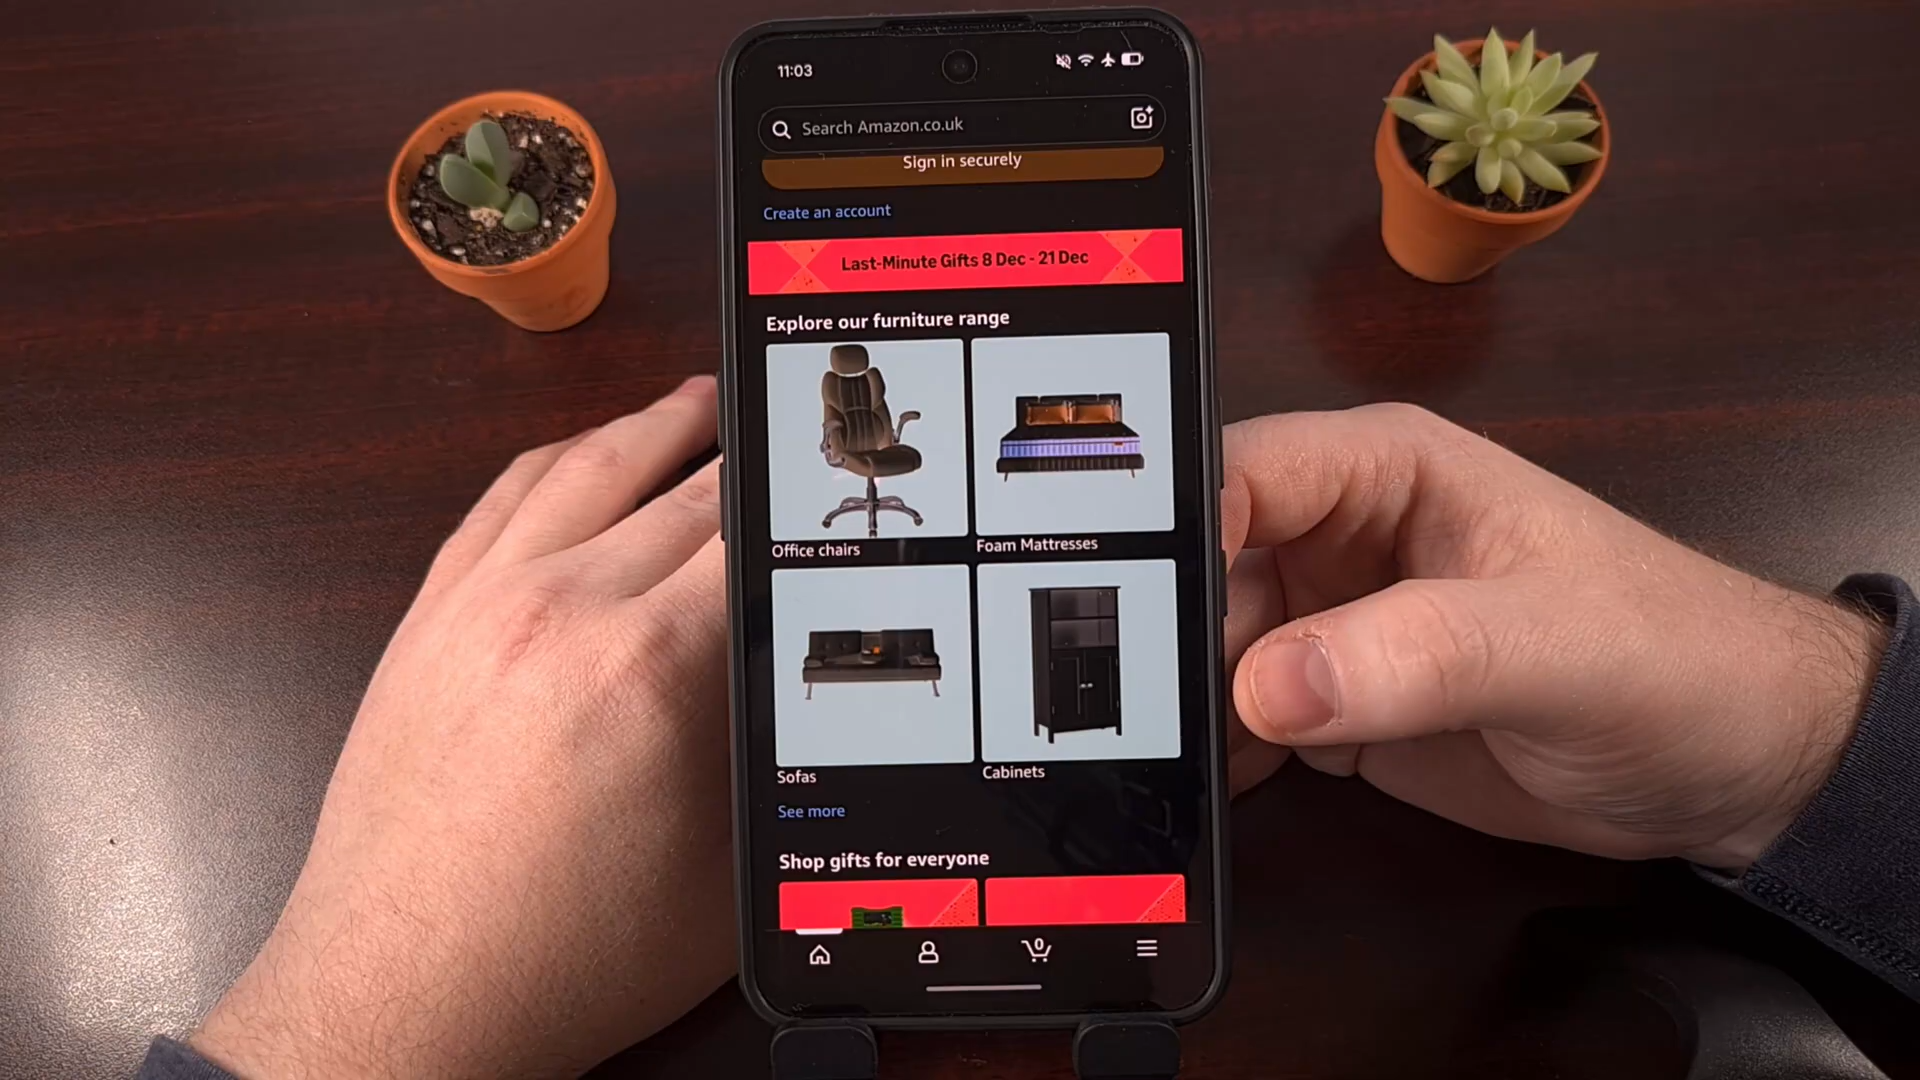 11:03
Search Amazon.co.uk
Sign in securely
Create an account
Last-Minute Gifts 8 Dec - 21 Dec
Explore our furniture range
Office chairs
Foam Mattresses
Sofas
Cabinets
See more
Shop gifts for everyone
0